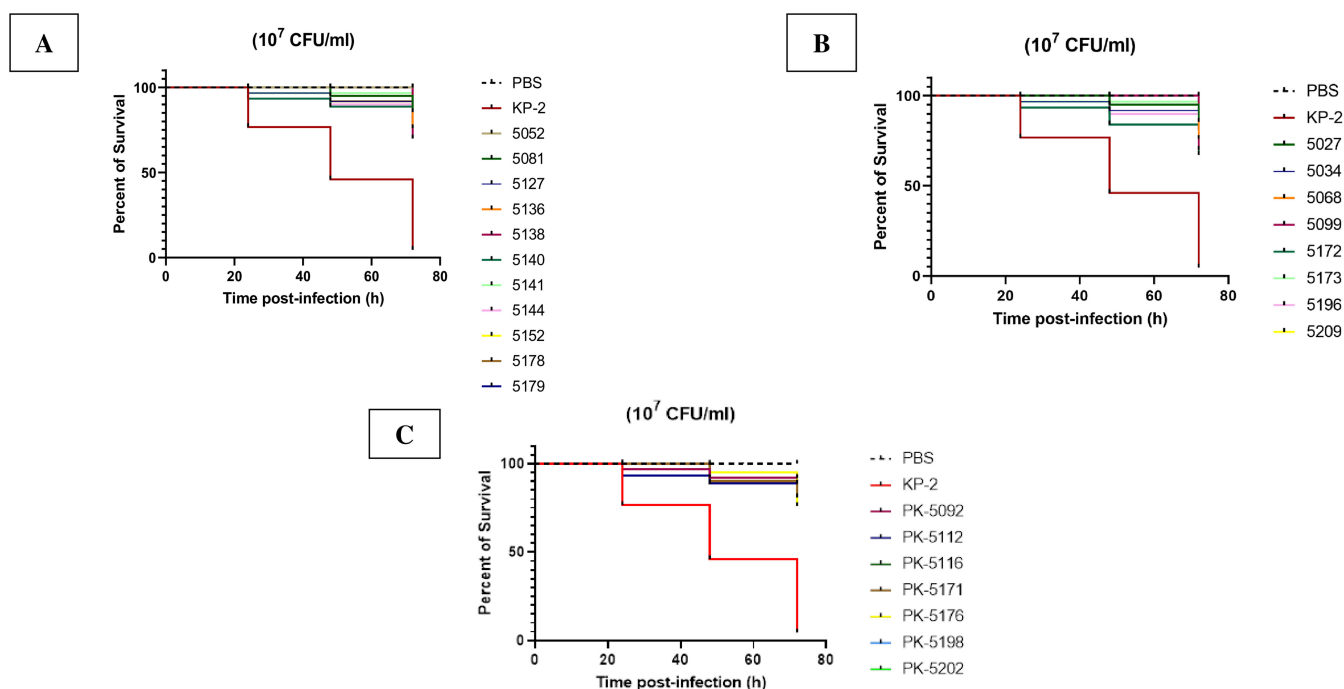 A
(10⁷ CFU/ml)
Percent of Survival
100
50
0
0 20 40 60 80
Time post-infection (h)
PBS
KP-2
5052
5081
5127
5136
5138
5140
5141
5144
5152
5178
5179
B
(10⁷ CFU/ml)
Percent of Survival
100
50
0
0 20 40 60 80
Time post-infection (h)
PBS
KP-2
5027
5034
5068
5099
5172
5173
5196
5209
C
(10⁷ CFU/ml)
Percent of Survival
100
50
0
0 20 40 60 80
Time post-infection (h)
PBS
KP-2
PK-5092
PK-5112
PK-5116
PK-5171
PK-5176
PK-5198
PK-5202